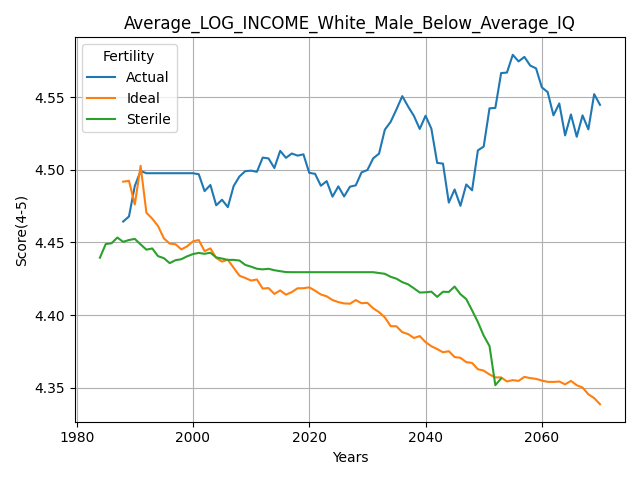 Average_LOG_INCOME_White_Male_Below_Average_IQ
Fertility
Actual
Ideal
Sterile
4.55
4.50
4.45
4.40
4.35
Score(4-5)
1980
2000
2020
2040
2060
Years